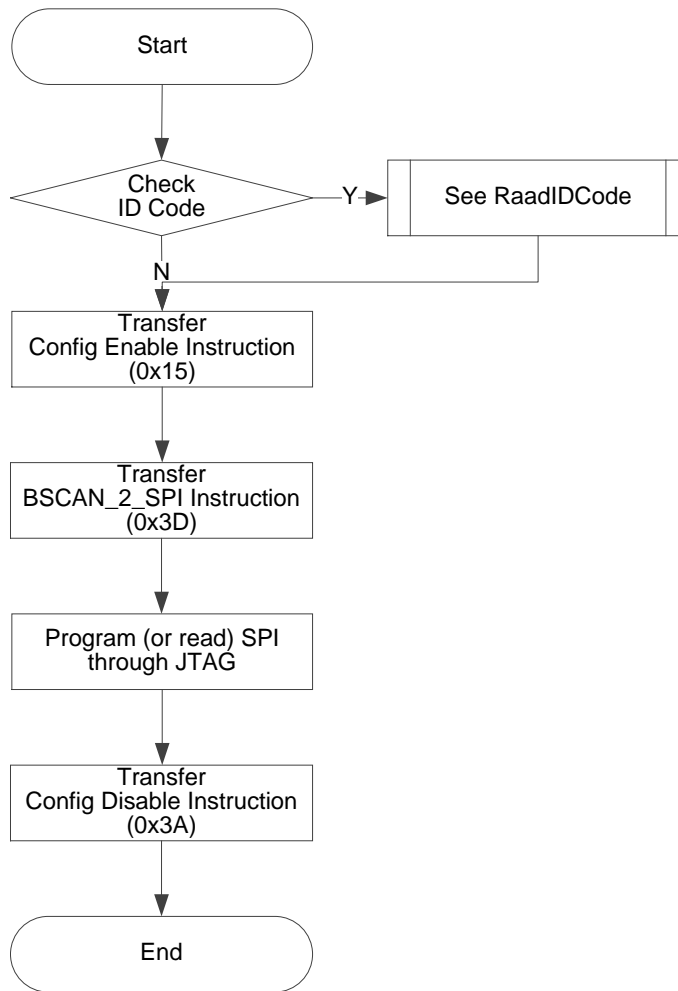 Start
Check
ID Code
Y
See RaadIDCode
N
Transfer
Config Enable Instruction
(0x15)
Transfer
BSCAN_2_SPI Instruction
(0x3D)
Program (or read) SPI
through JTAG
Transfer
Config Disable Instruction
(0x3A)
End